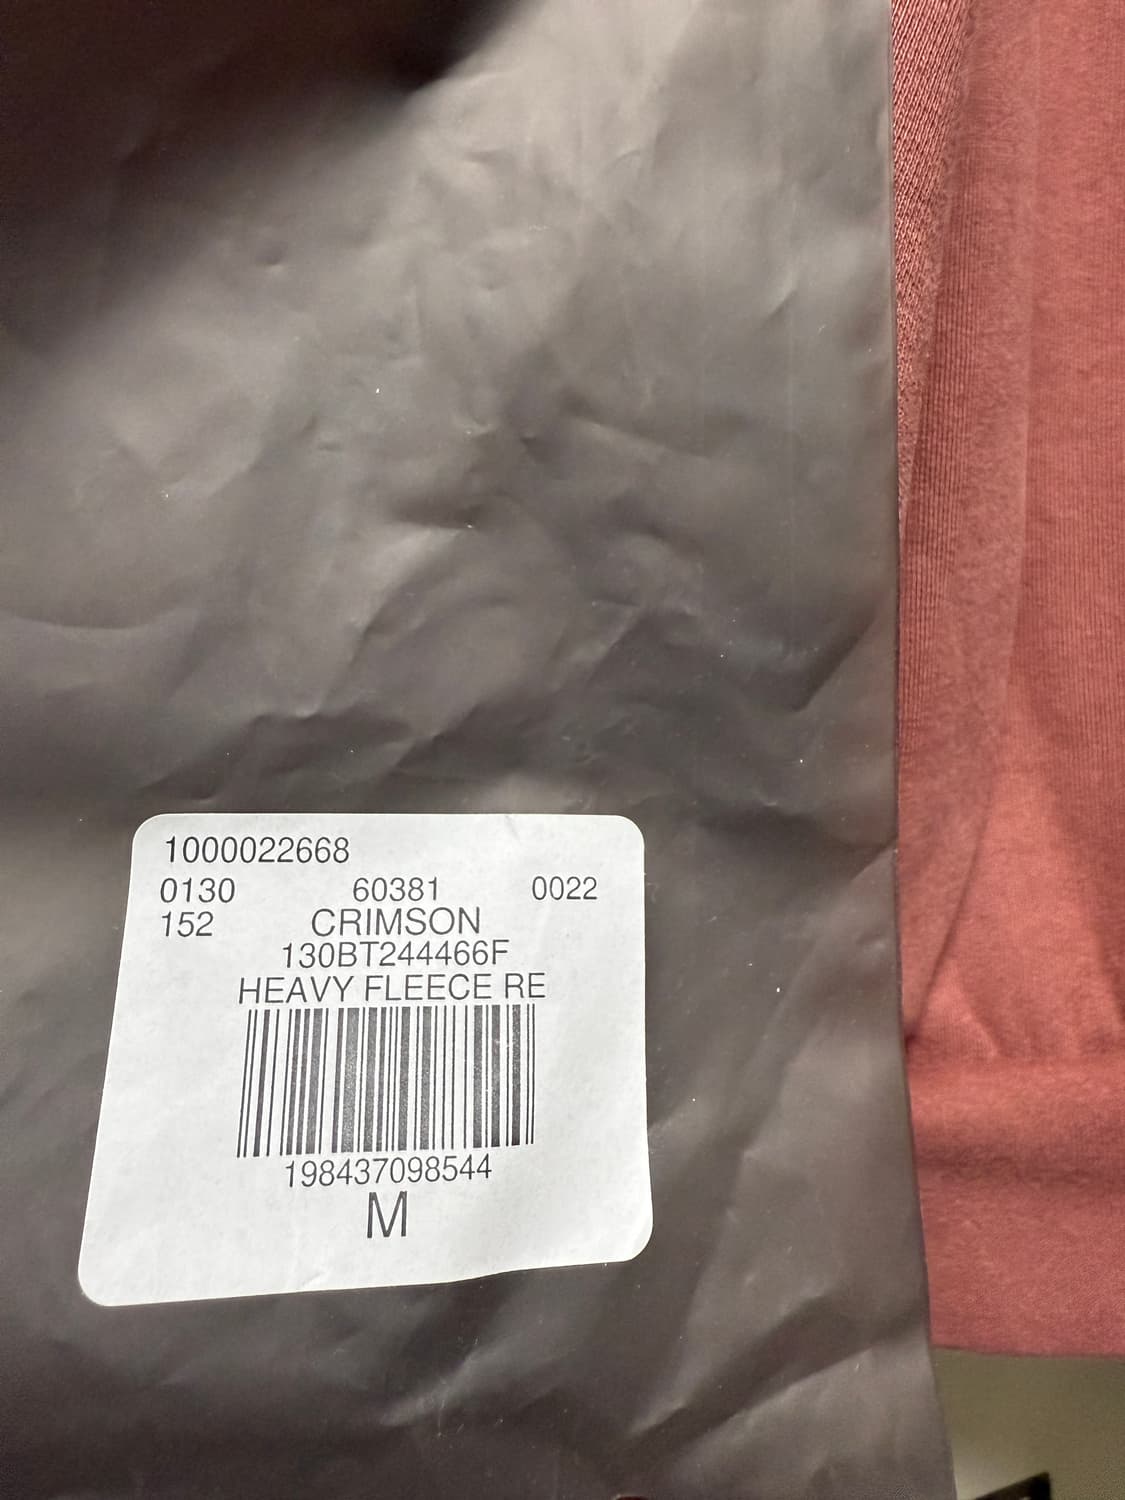 1000022668
0130 60381 0022
152 CRIMSON
130BT244466F
HEAVY FLEECE RE
198437098544
M